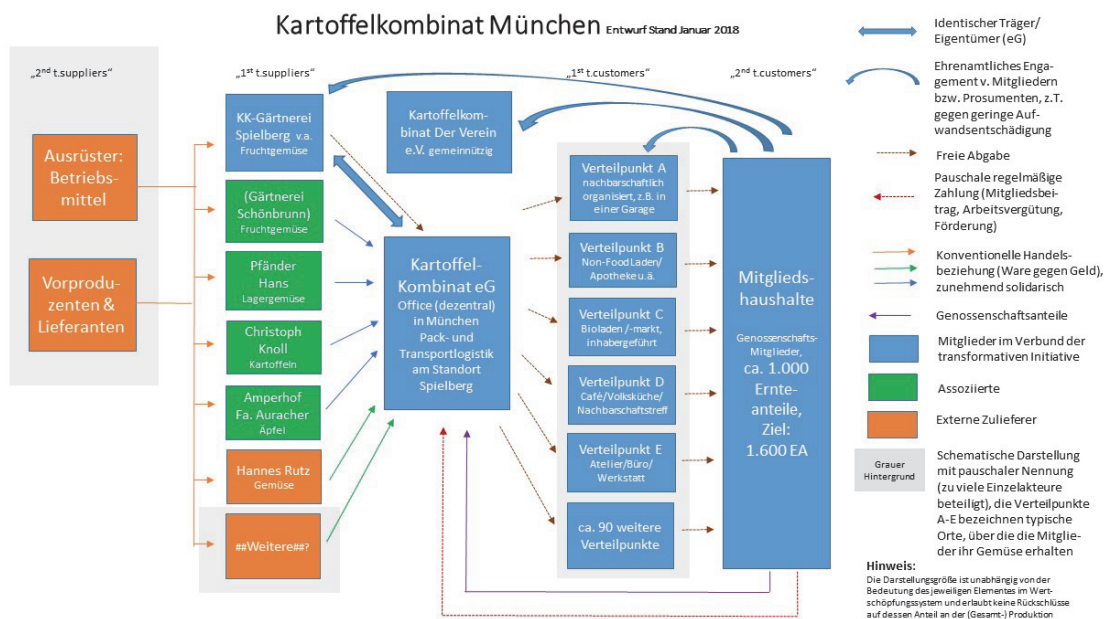 Kartoffelkombinat München Entwurf Stand Januar 2018
„2nd t.suppliers“
„1st t.suppliers“
„1st t.customers“
„2nd t.customers“
Ausrüster:
Betriebs-
mittel
Vorprodu-
zenten &
Lieferanten
KK-Gärtnerei
Spielberg v.a.
Fruchtgemüse
(Gärtnerei
Schönbrunn)
Fruchtgemüse
Pfänder
Hans
Lagergemüse
Christoph
Knoll
Kartoffeln
Amperhof
Fa. Auracher
Äpfel
Hannes Rutz
Gemüse
##Weitere##?
Kartoffelkom-
binat Der Verein
e.V. gemeinnützig
Kartoffel-
Kombinat eG
Office (dezentral)
in München
Pack- und
Transportlogistik
am Standort
Spielberg
Verteilpunkt A
nachbarschaftlich
organisiert, z.B. in
einer Garage
Verteilpunkt B
Non-Food Laden/
Apotheke u.ä.
Verteilpunkt C
Bioladen /-markt,
inhabergeführt
Verteilpunkt D
Café/Volksküche/
Nachbarschaftstreff
Verteilpunkt E
Atelier/Büro/
Werkstatt
ca. 90 weitere
Verteilpunkte
Mitglieds-
haushalte
Genossenschafts-
Mitglieder,
ca. 1.000
Ernte-
anteile,
Ziel:
1.600 EA
Identischer Träger/
Eigentümer (eG)
Ehrenamtliches Enga-
gement v. Mitgliedern
bzw. Prosumenten, z.T.
gegen geringe Auf-
wandsentschädigung
Freie Abgabe
Pauschale regelmäßige
Zahlung (Mitgliedsbei-
trag, Arbeitsvergütung,
Förderung)
Konventionelle Handels-
beziehung (Ware gegen Geld),
zunehmend solidarisch
Genossenschaftsanteile
Mitglieder im Verbund der
transformativen Initiative
Assoziierte
Externe Zulieferer
Grauer
Hintergrund
Schematische Darstellung
mit pauschaler Nennung
(zu viele Einzelakteure
beteiligt), die Verteilpunkte
A-E bezeichnen typische
Orte, über die die Mitglie-
der ihr Gemüse erhalten
Hinweis:
Die Darstellungsgröße ist unabhängig von der
Bedeutung des jeweiligen Elementes im Wert-
schöpfungssystem und erlaubt keine Rückschlüsse
auf dessen Anteil an der (Gesamt-) Produktion